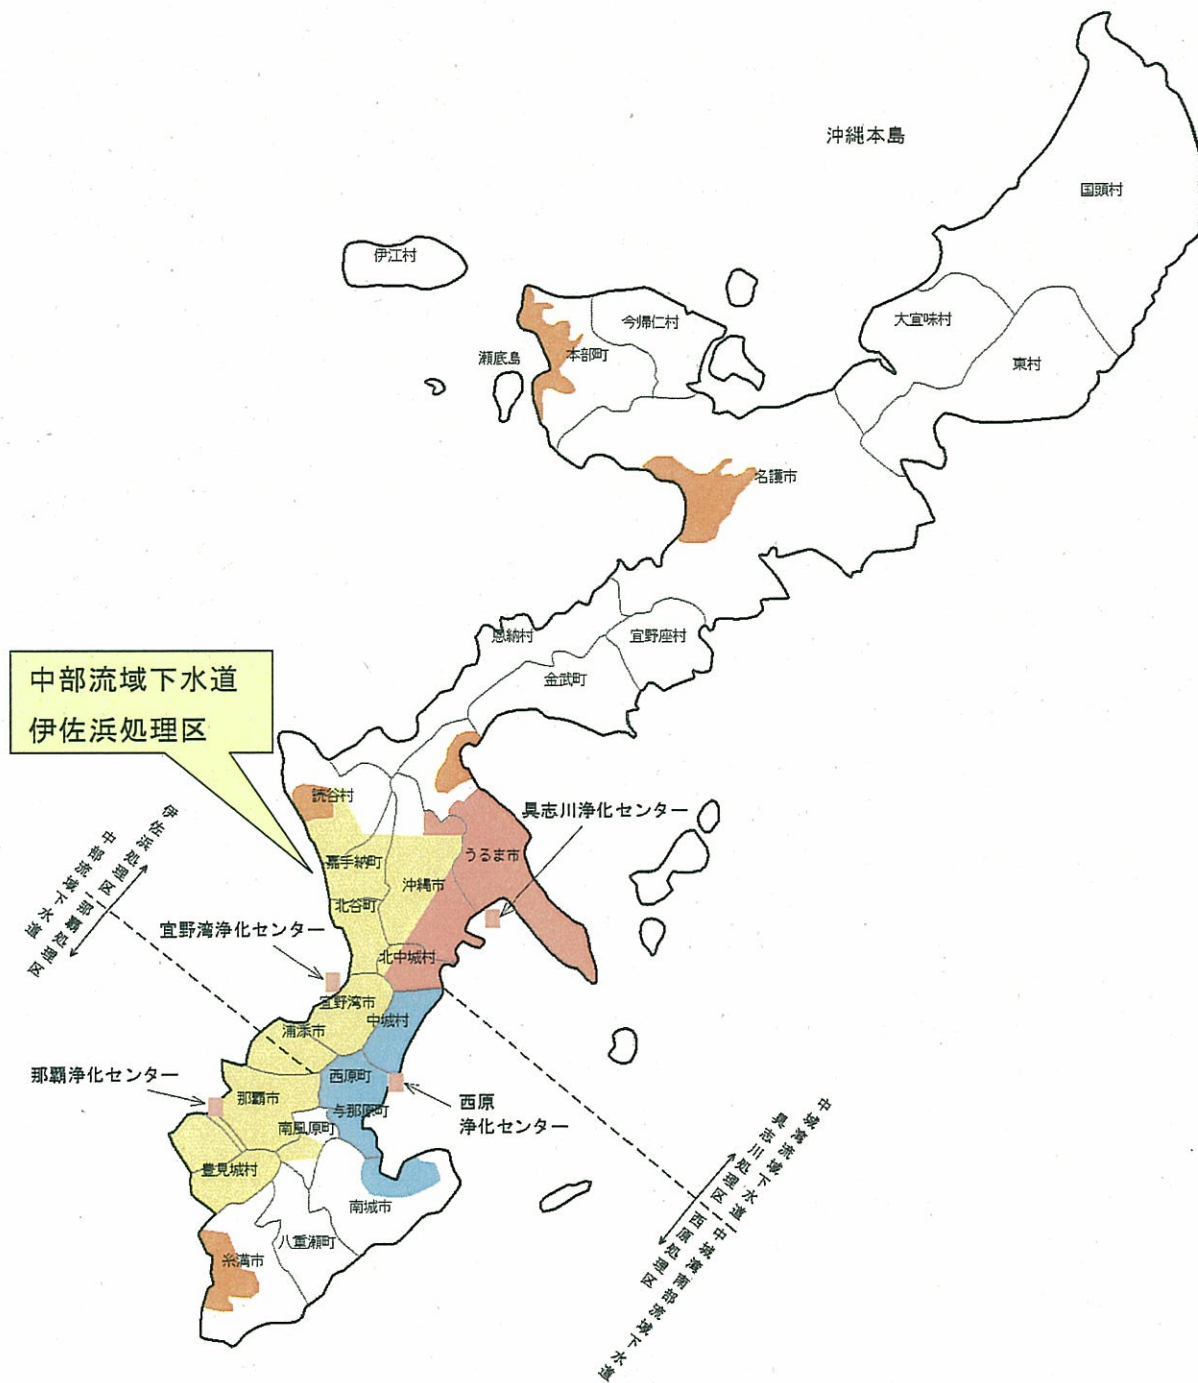 沖縄本島
国頭村
伊江村
今帰仁村
大宜味村
瀬底島
本部町
東村
名護市
恩納村
宜野座村
金武町
中部流域下水道
伊佐浜処理区
読谷村
具志川浄化センター
うるま市
嘉手納町
沖縄市
北谷町
伊佐浜処理区
那覇処理区
中部流域下水道
宜野湾浄化センター
北中城村
宜野湾市
中城村
浦添市
那覇浄化センター
西原町
那覇市
西原
浄化センター
与那原町
南風原町
豊見城村
南城市
八重瀬町
糸満市
中城湾流域下水道
具志川処理区
中城湾南部流域下水道
西原処理区